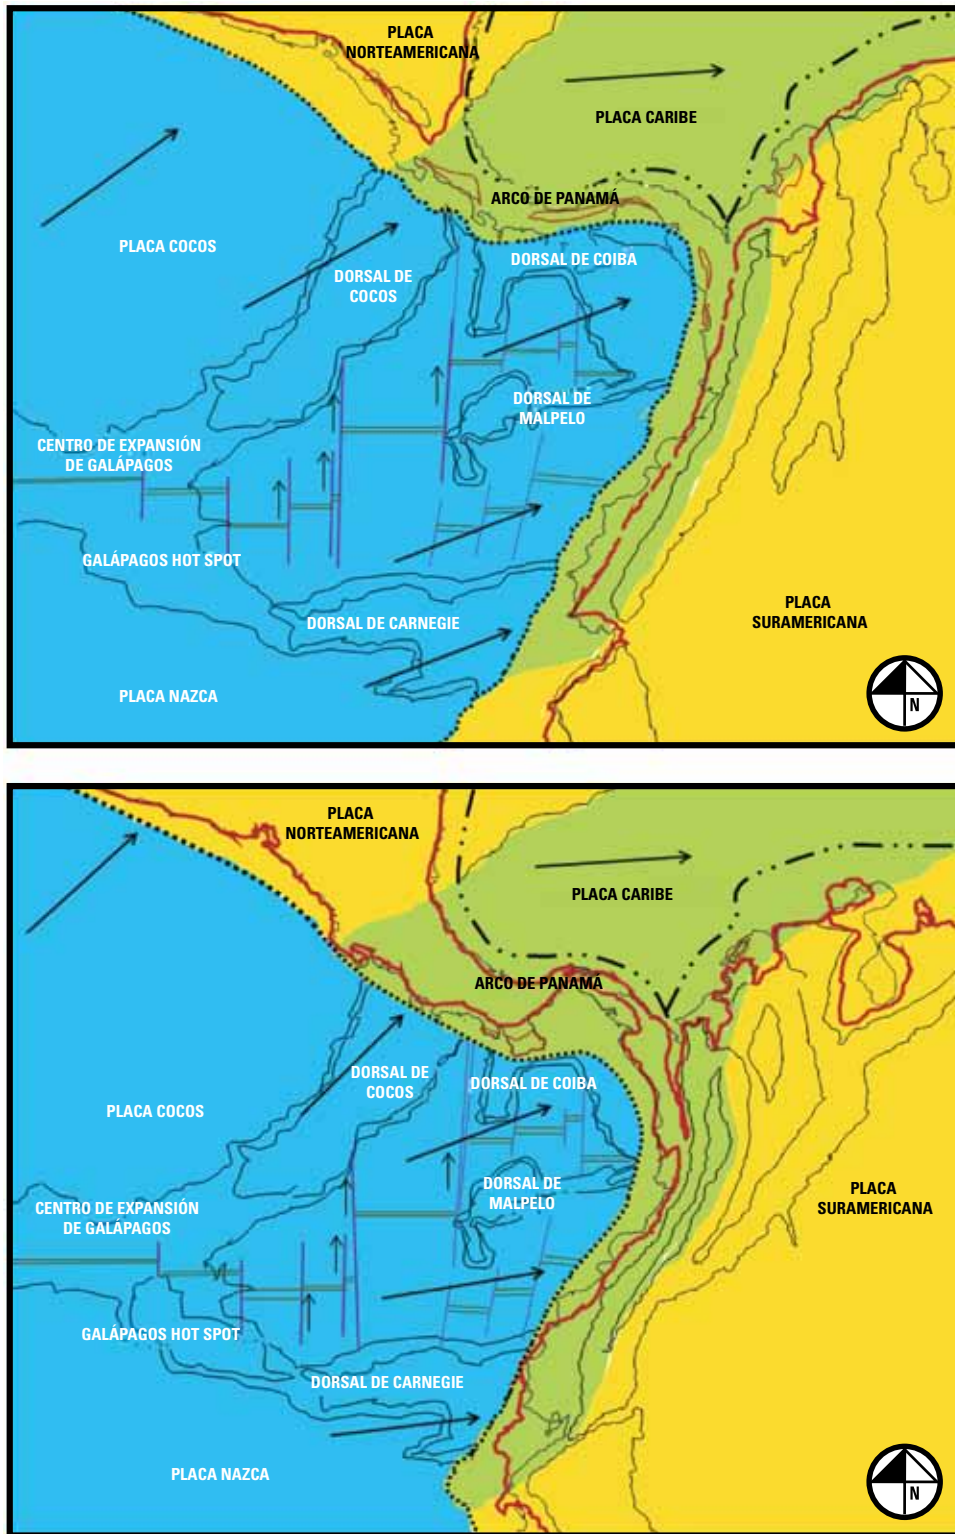 PLACA
NORTEAMERICANA
PLACA CARIBE
ARCO DE PANAMÁ
PLACA COCOS
DORSAL DE COIBA
DORSAL DE
COCOS
DORSAL DE
MALPELO
CENTRO DE EXPANSIÓN
DE GALÁPAGOS
GALÁPAGOS HOT SPOT
PLACA
SURAMERICANA
DORSAL DE CARNEGIE
PLACA NAZCA
N
PLACA
NORTEAMERICANA
PLACA CARIBE
ARCO DE PANAMÁ
DORSAL DE
COCOS
DORSAL DE COIBA
PLACA COCOS
DORSAL DE
MALPELO
PLACA
SURAMERICANA
CENTRO DE EXPANSIÓN
DE GALÁPAGOS
GALÁPAGOS HOT SPOT
DORSAL DE CARNEGIE
PLACA NAZCA
N